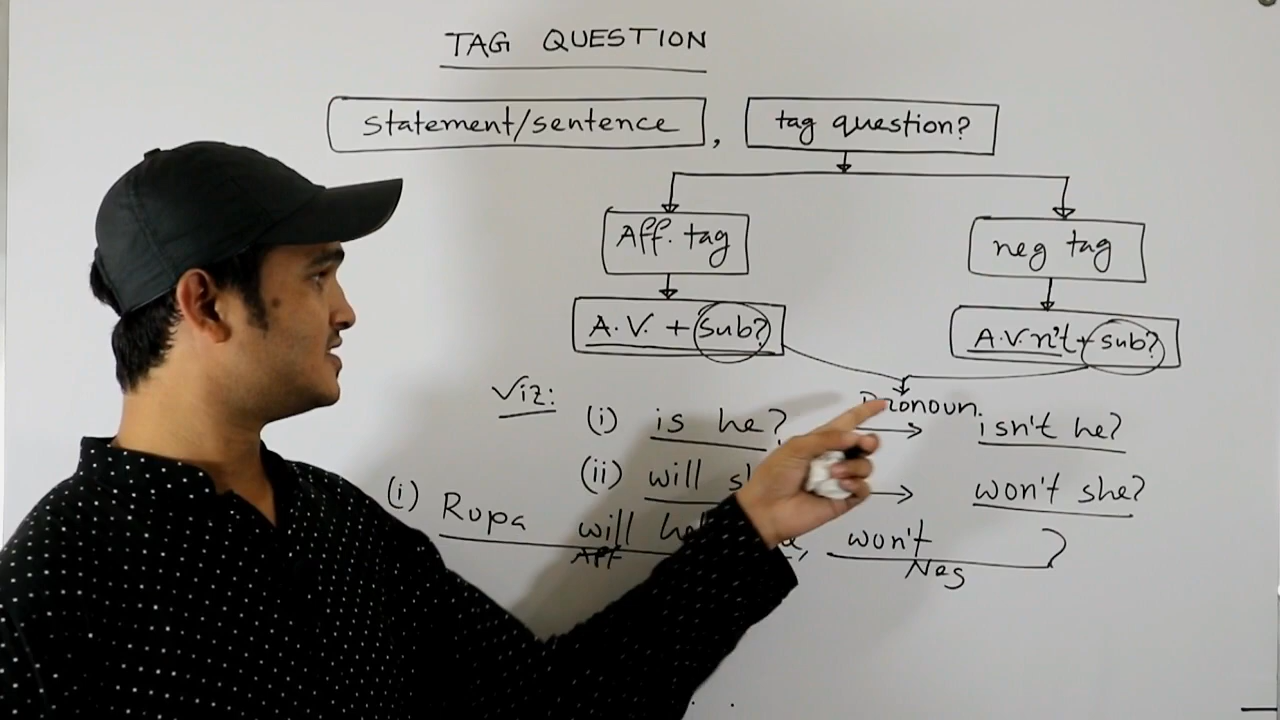 TAG QUESTION
statement/sentence , tag question?
Aff. tag neg tag
A.V. + sub? A.V. n't + sub?
Viz: Pronoun.
(i) is he? isn't he?
(ii) will won't she?
(i) Rupa will won't ?
Aff Neg